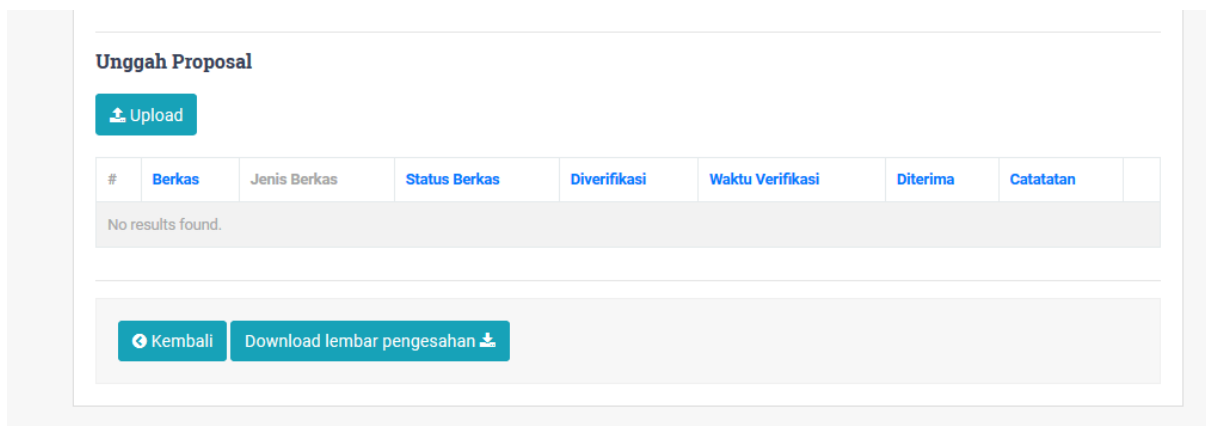 Unggah Proposal
Upload
# Berkas Jenis Berkas Status Berkas Diverifikasi Waktu Verifikasi Diterima Catatatan
No results found.
Kembali Download lembar pengesahan